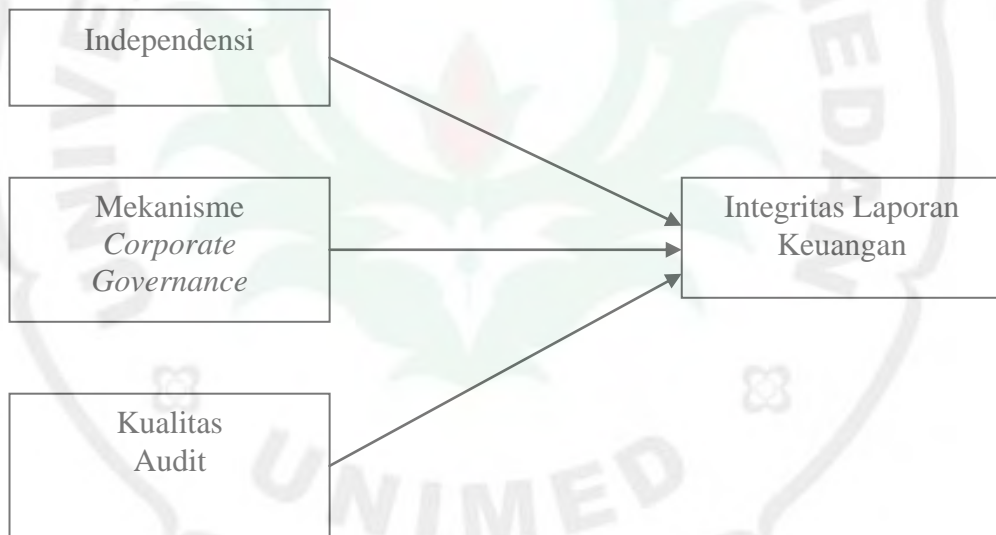 Independensi
Mekanisme
Corporate
Governance
Integritas Laporan
Keuangan
Kualitas
Audit
UNIMED